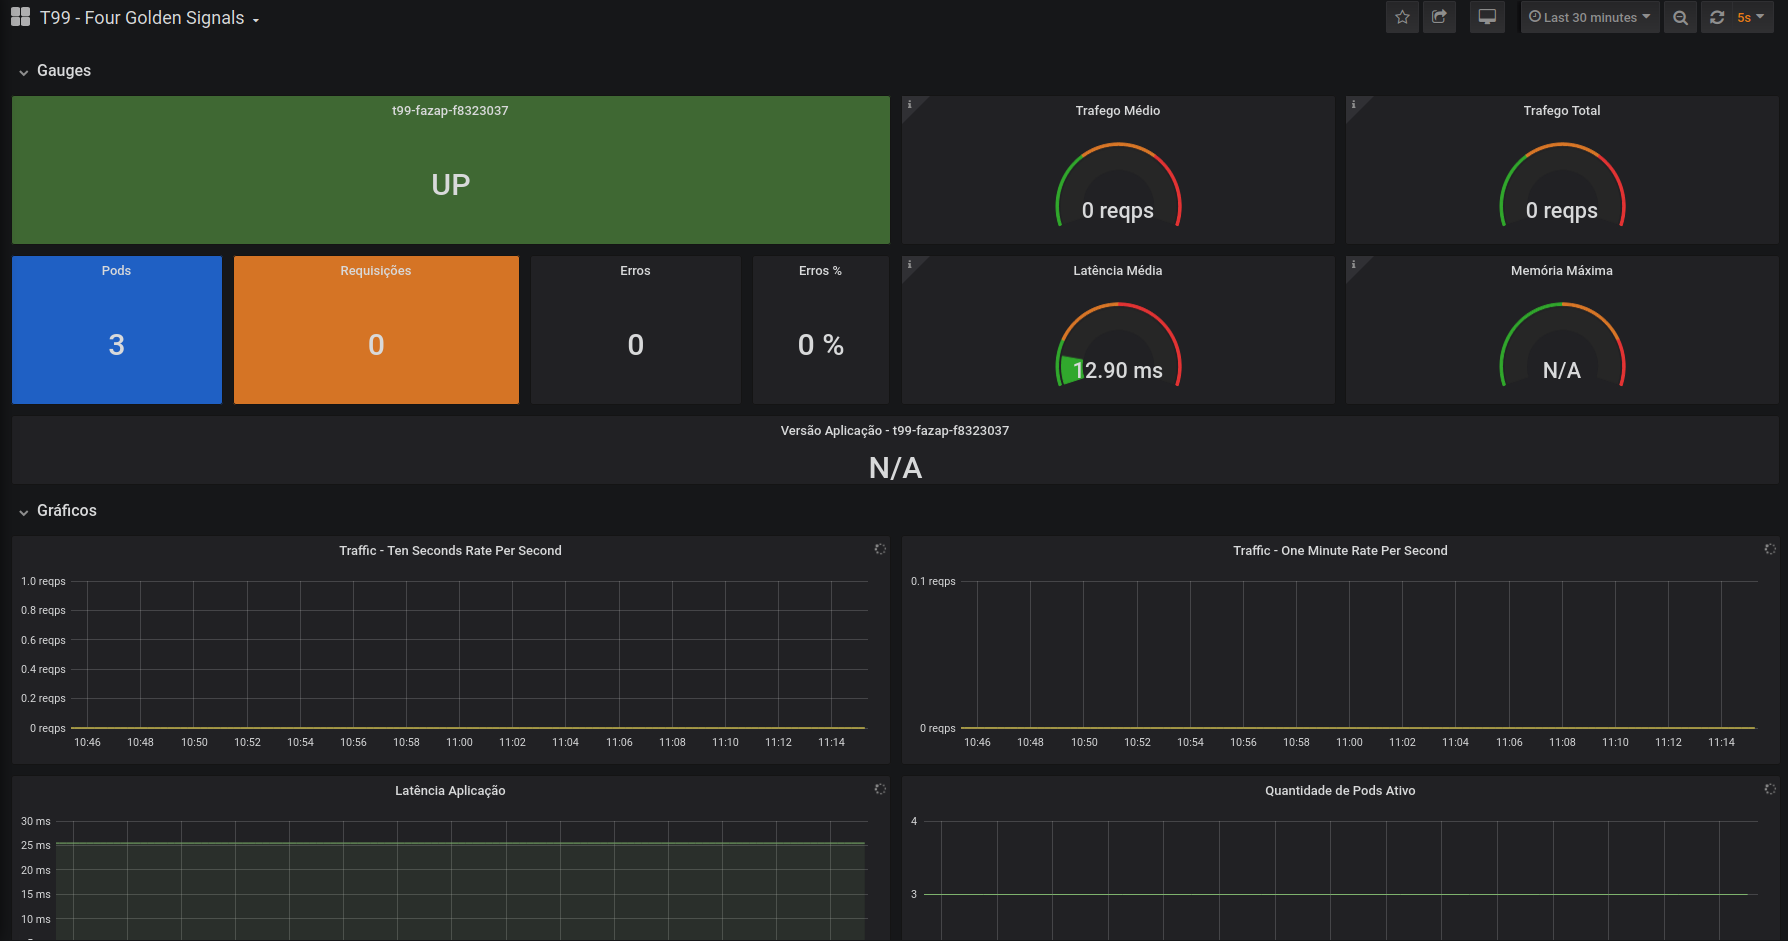 T99 - Four Golden Signals
Last 30 minutes
5s
Gauges
t99-fazap-f8323037
UP
Trafego Médio
0 reqps
Trafego Total
0 reqps
Pods
3
Requisições
0
Erros
0
Erros %
0 %
Latência Média
12.90 ms
Memória Máxima
N/A
Versão Aplicação - t99-fazap-f8323037
N/A
Gráficos
Traffic - Ten Seconds Rate Per Second
1.0 reqps
0.8 reqps
0.6 reqps
0.4 reqps
0.2 reqps
0 reqps
10:46 10:48 10:50 10:52 10:54 10:56 10:58 11:00 11:02 11:04 11:06 11:08 11:10 11:12 11:14
Traffic - One Minute Rate Per Second
0.1 reqps
0 reqps
10:46 10:48 10:50 10:52 10:54 10:56 10:58 11:00 11:02 11:04 11:06 11:08 11:10 11:12 11:14
Latência Aplicação
30 ms
25 ms
20 ms
15 ms
10 ms
Quantidade de Pods Ativo
4
3